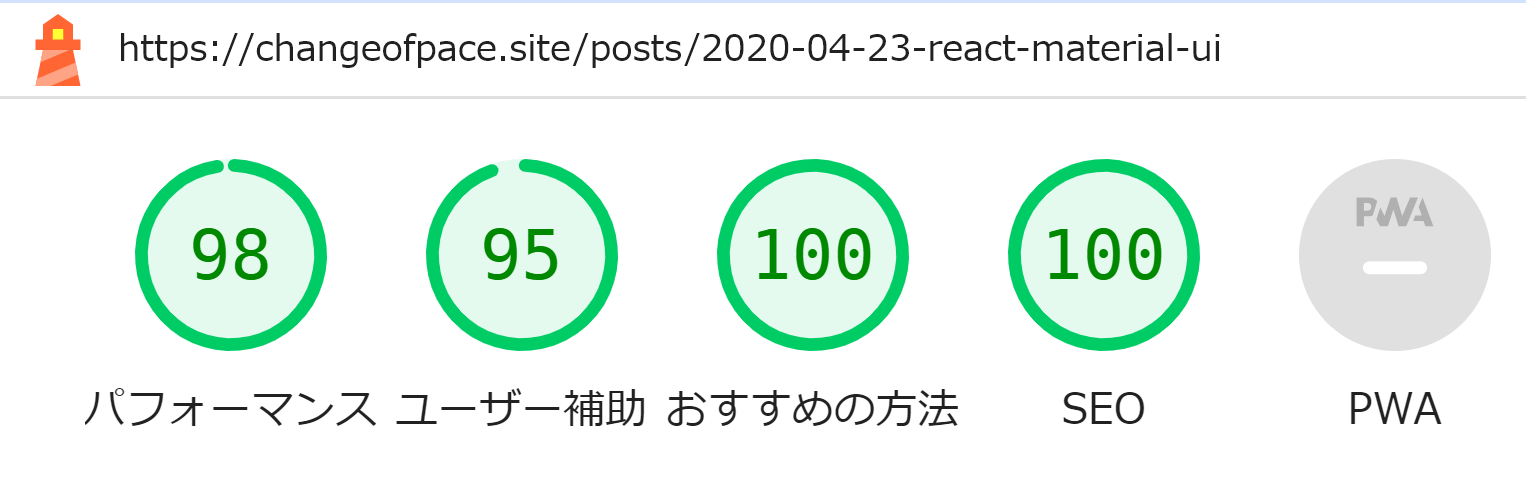 https://changeofpace.site/posts/2020-04-23-react-material-ui
98 95 100 100 PWA
パフォーマンス ユーザー補助 おすすめの方法 SEO PWA